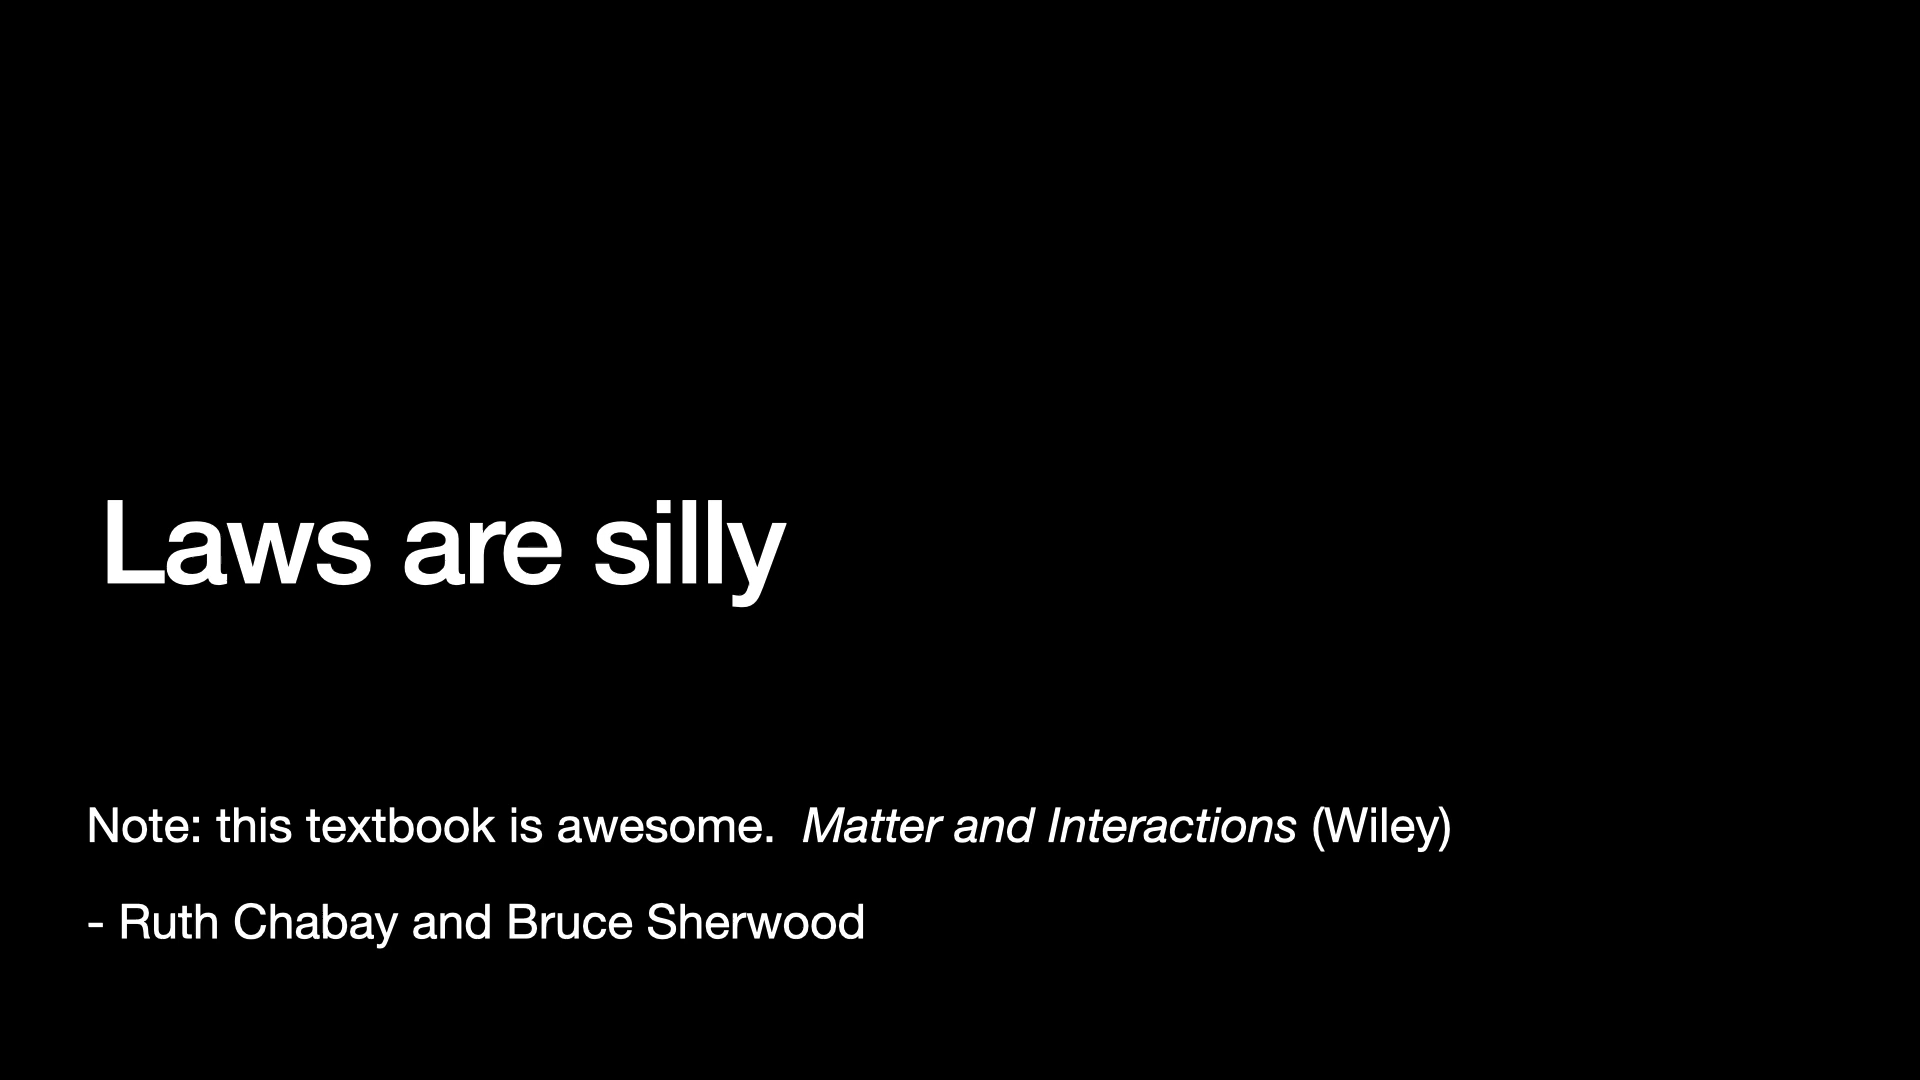 Laws are silly
Note: this textbook is awesome.  Matter and Interactions (Wiley)
- Ruth Chabay and Bruce Sherwood